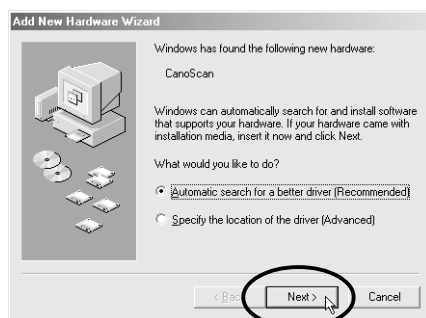 Add New Hardware Wizard
Windows has found the following new hardware:
CanoScan
Windows can automatically search for and install software
that supports your hardware. If your hardware came with
installation media, insert it now and click Next.
What would you like to do?
Automatic search for a better driver (Recommended)
Specify the location of the driver (Advanced)
< Back Next > Cancel